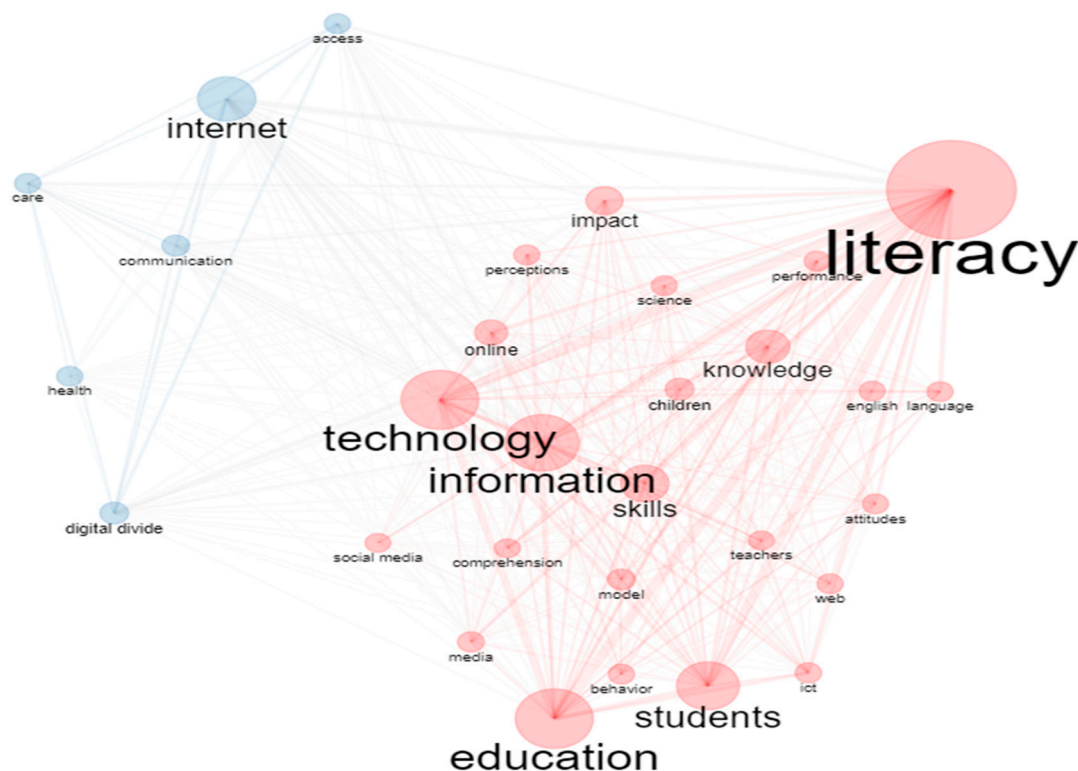 access
internet
care
impact
communication
literacy
perceptions
performance
science
online
knowledge
health
children
english
language
technology
information
skills
attitudes
digital divide
social media
comprehension
teachers
model
web
media
behavior
ict
students
education